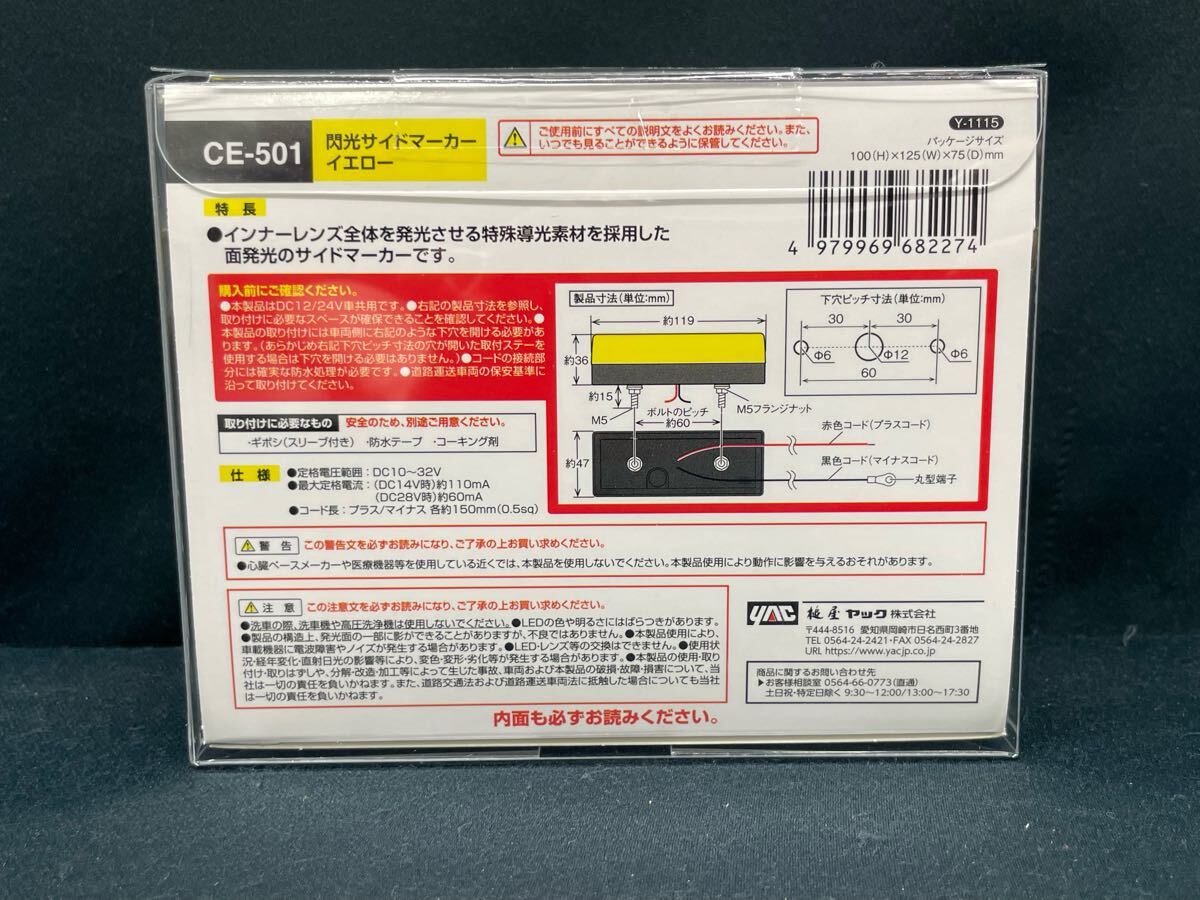 CE-501
閃光サイドマーカー
イエロー
ご使用前にすべての説明文をよくお読みください。また、
いつでも見ることができるように保管してください。
Y-1115
パッケージサイズ
100(H)×125(W)×75(D)mm
4 979969 682274
特長
●インナーレンズ全体を発光させる特殊導光素材を採用した
面発光のサイドマーカーです。
購入前にご確認ください。
●本製品はDC12/24V車共用です。●右記の製品寸法を参照し、
取り付けに必要なスペースが確保できることを確認してください。●
本製品の取り付けには車両側に右記のような下穴を開ける必要があ
ります。(あらかじめ右記下穴ピッチ寸法の穴が開いた取付ステーを
使用する場合は下穴を開ける必要はありません。)●コードの接続部
分には確実な防水処理が必要です。●道路運送車両の保安基準に
沿って取り付けてください。
製品寸法(単位:mm)
約119
約36
約15
M5
ボルトのピッチ
約60
M5フランジナット
約47
赤色コード(プラスコード)
黒色コード(マイナスコード)
丸型端子
下穴ピッチ寸法(単位:mm)
30 30
Φ6 Φ12 Φ6
60
取り付けに必要なもの 安全のため、別途ご用意ください。
・ギボシ(スリーブ付き) ・防水テープ ・コーキング剤
仕様
●定格電圧範囲:DC10〜32V
●最大定格電流:(DC14V時)約110mA
(DC28V時)約60mA
●コード長:プラス/マイナス 各約150mm(0.5sq)
警告 この警告文を必ずお読みになり、ご了承の上お買い求めください。
●心臓ペースメーカーや医療機器等を使用している近くでは、本製品を使用しないでください。本製品使用により動作に影響を与えるおそれがあります。
注意 この注意文を必ずお読みになり、ご了承の上お買い求めください。
●洗車の際、洗車機や高圧洗浄機は使用しないでください。●LEDの色や明るさにはばらつきがあります。
●製品の構造上、発光面の一部に影ができることがありますが、不良ではありません。●本製品使用により、
車載機器に電波障害やノイズが発生する場合があります。●LED・レンズ等の交換はできません。●使用状
況・経年変化・直射日光の影響等により、変色・変形・劣化等が発生する場合があります。●本製品の使用・取り
付け・取りはずしや、分解・改造・加工等によって生じた事故、車両および本製品の破損・故障・損害について、当
社は一切の責任を負いかねます。また、道路交通法および道路運送車両法に抵触した場合についても当社
は一切の責任を負いかねます。
YAC 槌屋ヤック株式会社
〒444-8516 愛知県岡崎市日名西町3番地
TEL 0564-24-2421・FAX 0564-24-2827
URL https://www.yacjp.co.jp
商品に関するお問い合わせ先
▶お客様相談室 0564-66-0773(直通)
土日祝・特定日除く 9:30〜12:00/13:00〜17:30
内面も必ずお読みください。